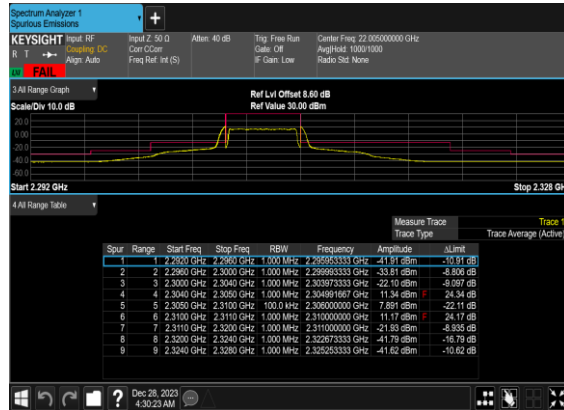 Spectrum Analyzer 1
Spurious Emissions
KEYSIGHT Input: RF Input Z: 50 Ω Atten: 40 dB Trig: Free Run Center Freq: 22.005000000 GHz
R T Coupling: DC Corr CCorr Gate: Off Avg|Hold: 1000/1000
Align: Auto Freq Ref: Int (S) IF Gain: Low Radio Std: None
FAIL
3 All Range Graph
Ref Lvl Offset 8.60 dB
Scale/Div 10.0 dB Ref Value 30.00 dBm
20.0
0.00
-20.0
-40.0
-60.0
Start 2.292 GHz Stop 2.328 GH
4 All Range Table
Measure Trace Trace 1
Trace Type Trace Average (Active)
Spur Range Start Freq Stop Freq RBW Frequency Amplitude ΔLimit
1 1 2.2920 GHz 2.2960 GHz 1.000 MHz 2.295953333 GHz -41.91 dBm -10.91 dB
2 2 2.2960 GHz 2.3000 GHz 1.000 MHz 2.299993333 GHz -33.81 dBm -8.806 dB
3 3 2.3000 GHz 2.3040 GHz 1.000 MHz 2.303973333 GHz -22.10 dBm -9.097 dB
4 4 2.3040 GHz 2.3050 GHz 1.000 MHz 2.304991667 GHz 11.34 dBm F 24.34 dB
5 5 2.3050 GHz 2.3100 GHz 100.0 kHz 2.306000000 GHz 7.891 dBm -22.11 dB
6 6 2.3100 GHz 2.3110 GHz 1.000 MHz 2.310000000 GHz 11.17 dBm F 24.17 dB
7 7 2.3110 GHz 2.3200 GHz 1.000 MHz 2.311000000 GHz -21.93 dBm -8.935 dB
8 8 2.3200 GHz 2.3240 GHz 1.000 MHz 2.322673333 GHz -41.79 dBm -16.79 dB
9 9 2.3240 GHz 2.3280 GHz 1.000 MHz 2.325253333 GHz -41.62 dBm -10.62 dB
Dec 28, 2023
4:30:23 AM